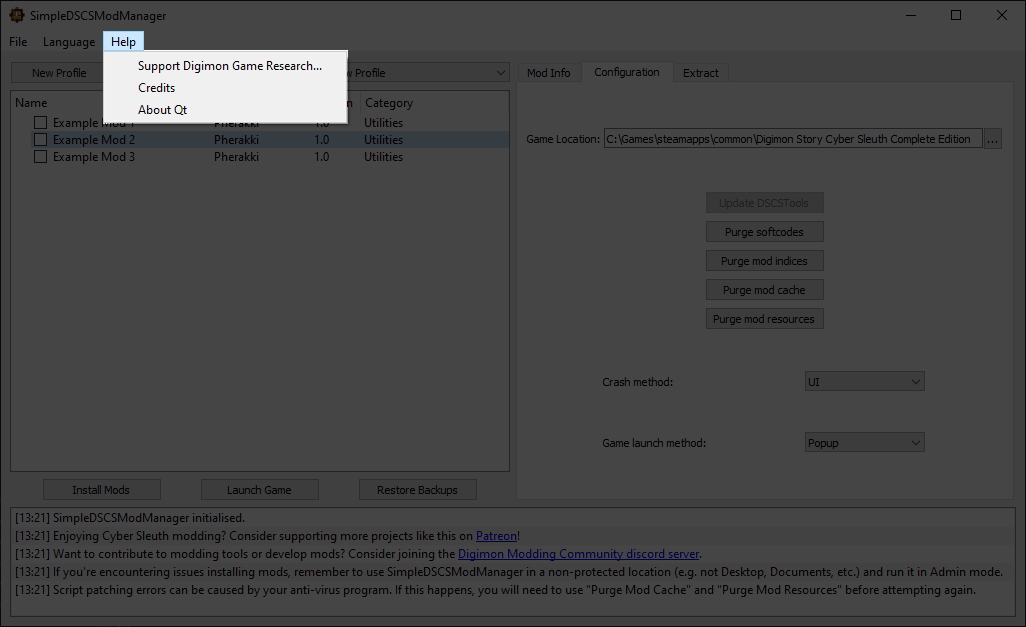 SimpleDSCSModManager
File Language Help
Support Digimon Game Research...
Credits
About Qt
New Profile
Profile
Name
Category
Example Mod 1 Pherakki 1.0 Utilities
Example Mod 2 Pherakki 1.0 Utilities
Example Mod 3 Pherakki 1.0 Utilities
Install Mods Launch Game Restore Backups
Mod Info Configuration Extract
Game Location: C:\Games\steamapps\common\Digimon Story Cyber Sleuth Complete Edition ...
Update DSCSTools
Purge softcodes
Purge mod indices
Purge mod cache
Purge mod resources
Crash method: UI
Game launch method: Popup
[13:21] SimpleDSCSModManager initialised.
[13:21] Enjoying Cyber Sleuth modding? Consider supporting more projects like this on Patreon!
[13:21] Want to contribute to modding tools or develop mods? Consider joining the Digimon Modding Community discord server.
[13:21] If you're encountering issues installing mods, remember to use SimpleDSCSModManager in a non-protected location (e.g. not Desktop, Documents, etc.) and run it in Admin mode.
[13:21] Script patching errors can be caused by your anti-virus program. If this happens, you will need to use "Purge Mod Cache" and "Purge Mod Resources" before attempting again.